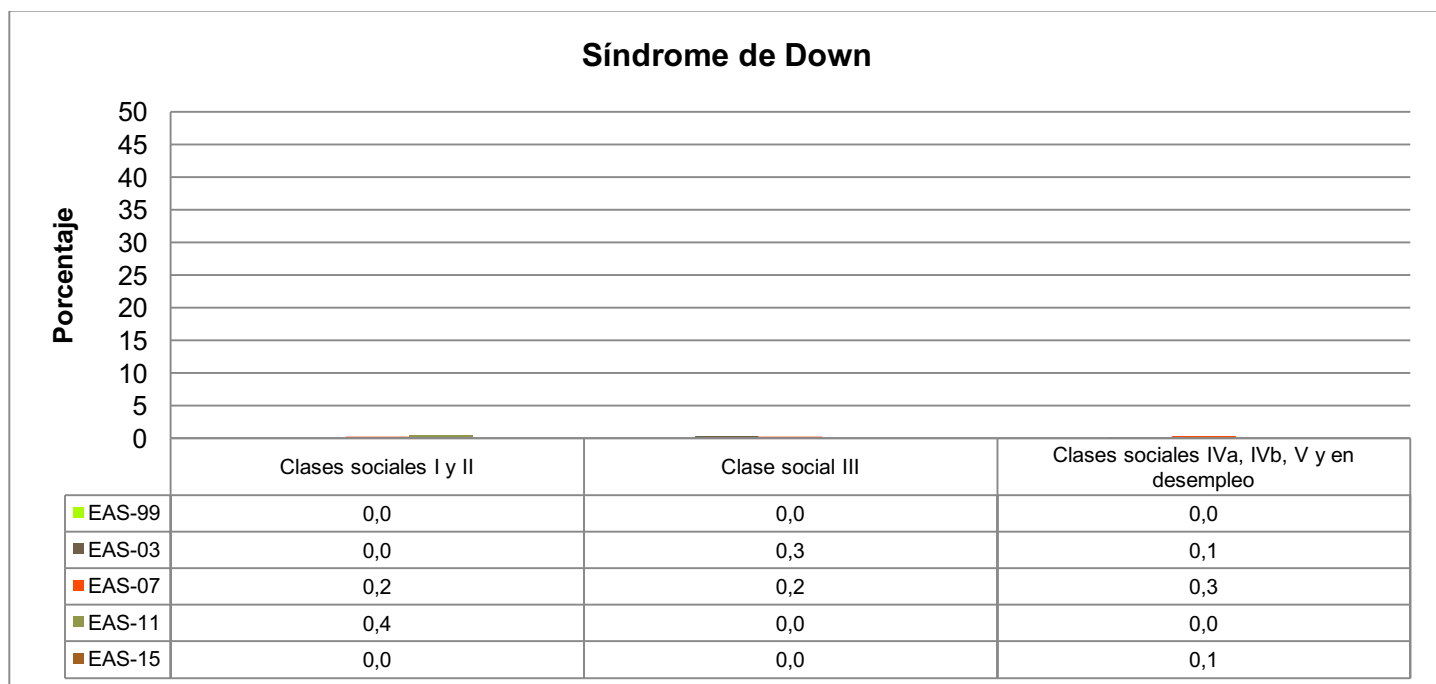 Síndrome de Down
Porcentaje
50
45
40
35
30
25
20
15
10
5
0
Clases sociales I y II Clase social III Clases sociales IVa, IVb, V y en
desempleo
EAS-99 0,0 0,0 0,0
EAS-03 0,0 0,3 0,1
EAS-07 0,2 0,2 0,3
EAS-11 0,4 0,0 0,0
EAS-15 0,0 0,0 0,1